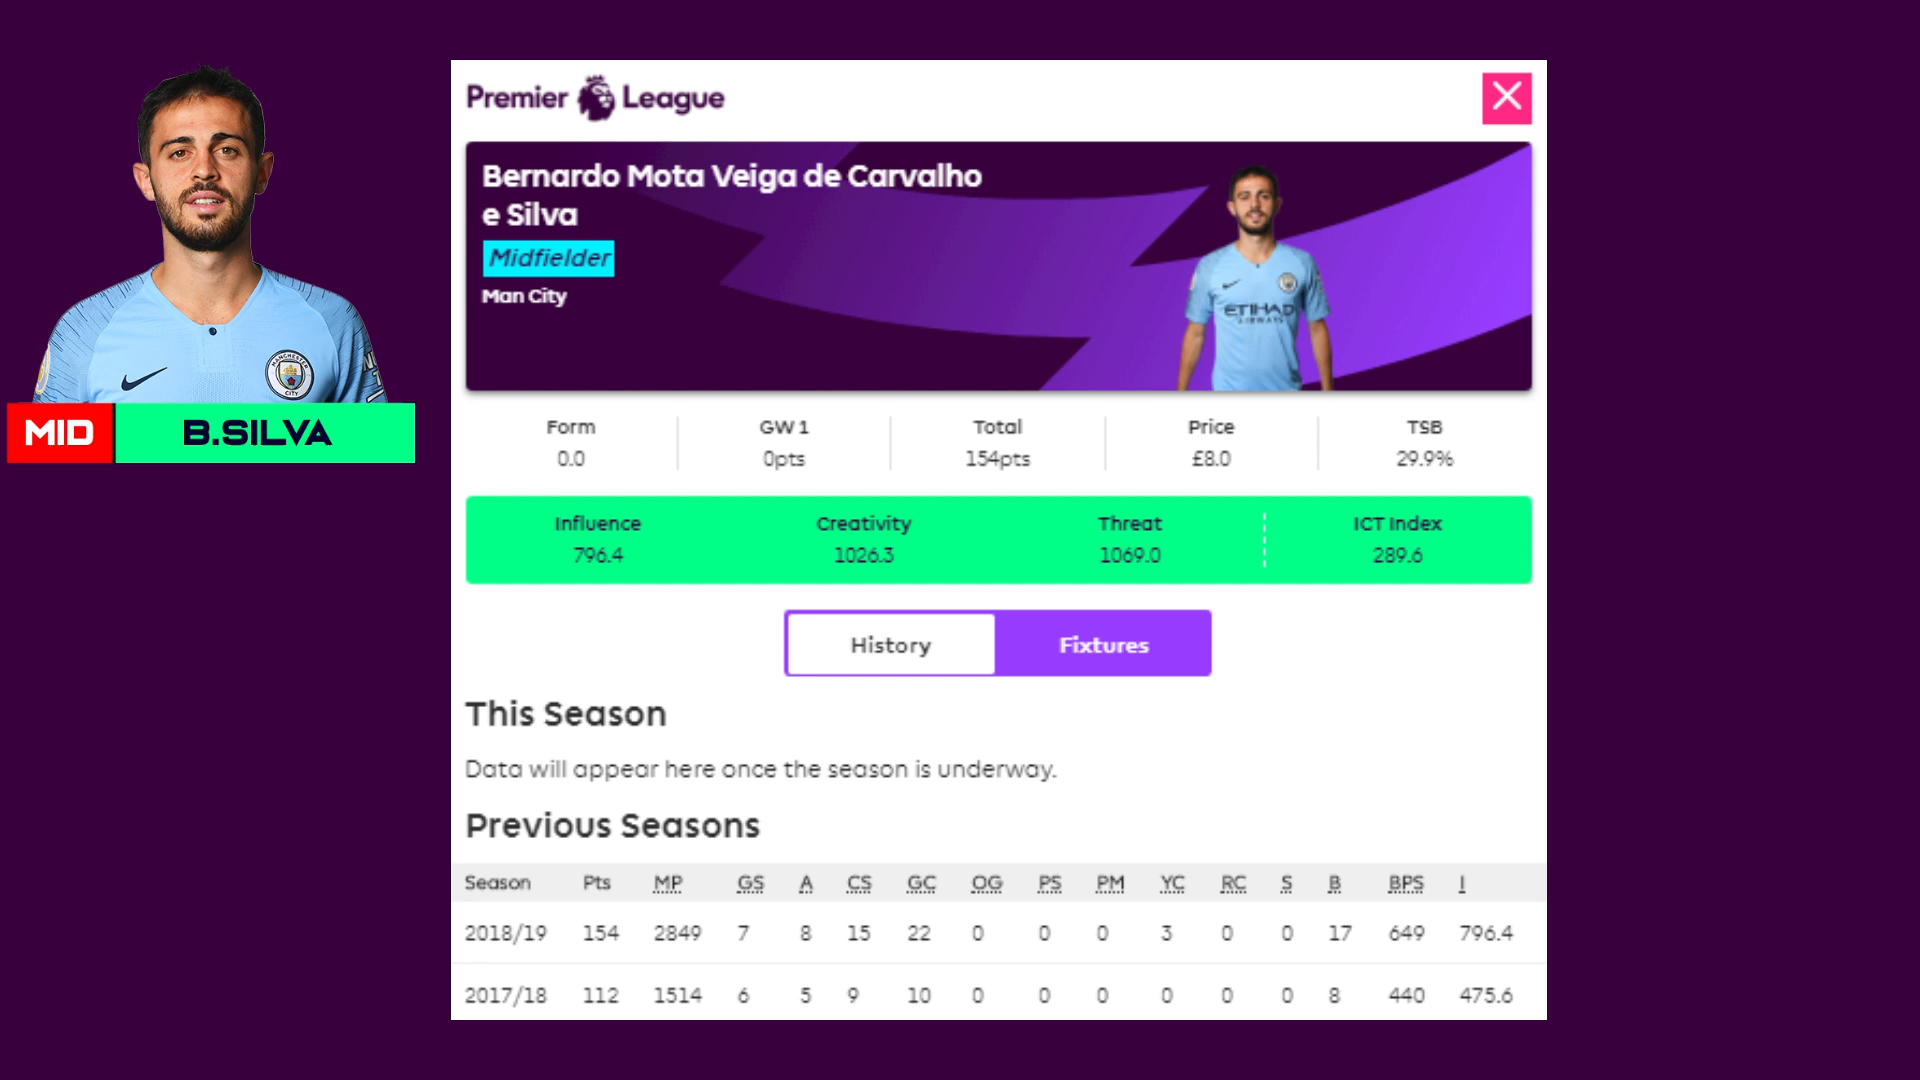 Premier League
Bernardo Mota Veiga de Carvalho
e Silva
Midfielder
Man City
ETIHAD
AIRWAYS
MANCHESTER
CITY
MID B.SILVA
Form GW 1 Total Price TSB
0.0 0pts 154pts £8.0 29.9%
Influence Creativity Threat ICT Index
796.4 1026.3 1069.0 289.6
History Fixtures
This Season
Data will appear here once the season is underway.
Previous Seasons
Season Pts MP GS A CS GC OG PS PM YC RC S B BPS I
2018/19 154 2849 7 8 15 22 0 0 0 3 0 0 17 649 796.4
2017/18 112 1514 6 5 9 10 0 0 0 0 0 0 8 440 475.6